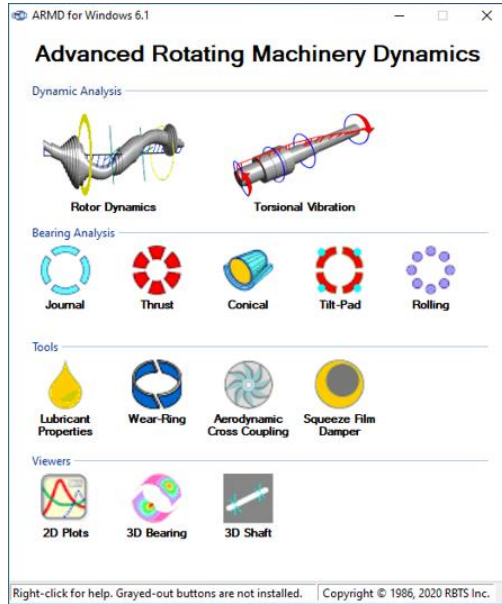 ARMD for Windows 6.1
Advanced Rotating Machinery Dynamics
Dynamic Analysis
Rotor Dynamics
Torsional Vibration
Bearing Analysis
Journal
Thrust
Conical
Tilt-Pad
Rolling
Tools
Lubricant
Properties
Wear-Ring
Aerodynamic
Cross Coupling
Squeeze Film
Damper
Viewers
2D Plots
3D Bearing
3D Shaft
Right-click for help. Grayed-out buttons are not installed.
Copyright © 1986, 2020 RBTS Inc.